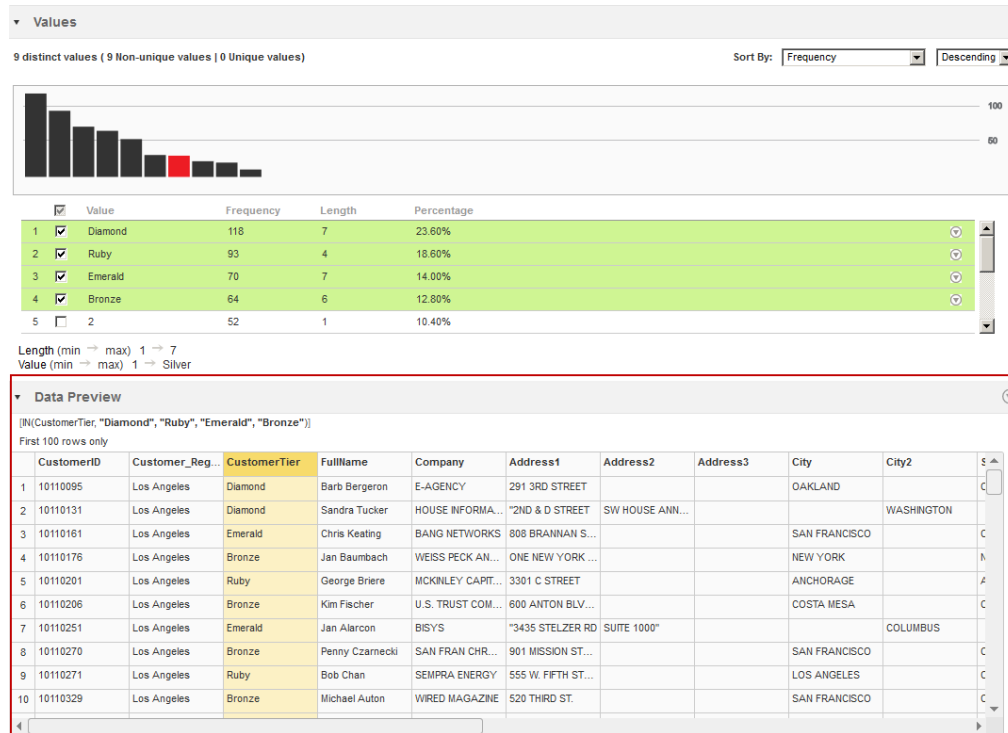 Values
9 distinct values ( 9 Non-unique values | 0 Unique values) Sort By: Frequency Descending
100
50
Value Frequency Length Percentage
1 Diamond 118 7 23.60%
2 Ruby 93 4 18.60%
3 Emerald 70 7 14.00%
4 Bronze 64 6 12.80%
5 2 52 1 10.40%
Length (min → max) 1 → 7
Value (min → max) 1 → Silver
Data Preview
[IN(CustomerTier, "Diamond", "Ruby", "Emerald", "Bronze")]
First 100 rows only
CustomerID Customer_Reg... CustomerTier FullName Company Address1 Address2 Address3 City City2
1 10110095 Los Angeles Diamond Barb Bergeron E-AGENCY 291 3RD STREET OAKLAND
2 10110131 Los Angeles Diamond Sandra Tucker HOUSE INFORMA... "2ND & D STREET SW HOUSE ANN... WASHINGTON
3 10110161 Los Angeles Emerald Chris Keating BANG NETWORKS 808 BRANNAN S... SAN FRANCISCO
4 10110176 Los Angeles Bronze Jan Baumbach WEISS PECK AN... ONE NEW YORK ... NEW YORK
5 10110201 Los Angeles Ruby George Briere MCKINLEY CAPIT... 3301 C STREET ANCHORAGE
6 10110206 Los Angeles Bronze Kim Fischer U.S. TRUST COM... 600 ANTON BLV... COSTA MESA
7 10110251 Los Angeles Emerald Jan Alarcon BISYS "3435 STELZER RD SUITE 1000" COLUMBUS
8 10110270 Los Angeles Bronze Penny Czarnecki SAN FRAN CHR... 901 MISSION ST... SAN FRANCISCO
9 10110271 Los Angeles Ruby Bob Chan SEMPRA ENERGY 555 W. FIFTH ST... LOS ANGELES
10 10110329 Los Angeles Bronze Michael Auton WIRED MAGAZINE 520 THIRD ST. SAN FRANCISCO